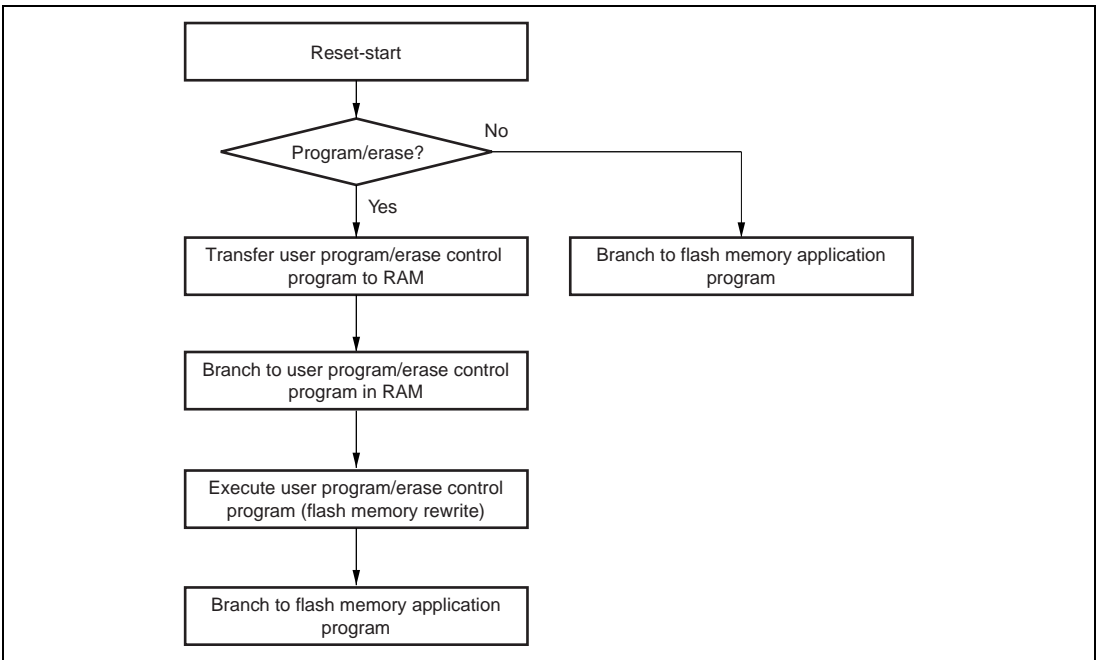 Reset-start
No
Program/erase?
Yes
Transfer user program/erase control
program to RAM
Branch to flash memory application
program
Branch to user program/erase control
program in RAM
Execute user program/erase control
program (flash memory rewrite)
Branch to flash memory application
program